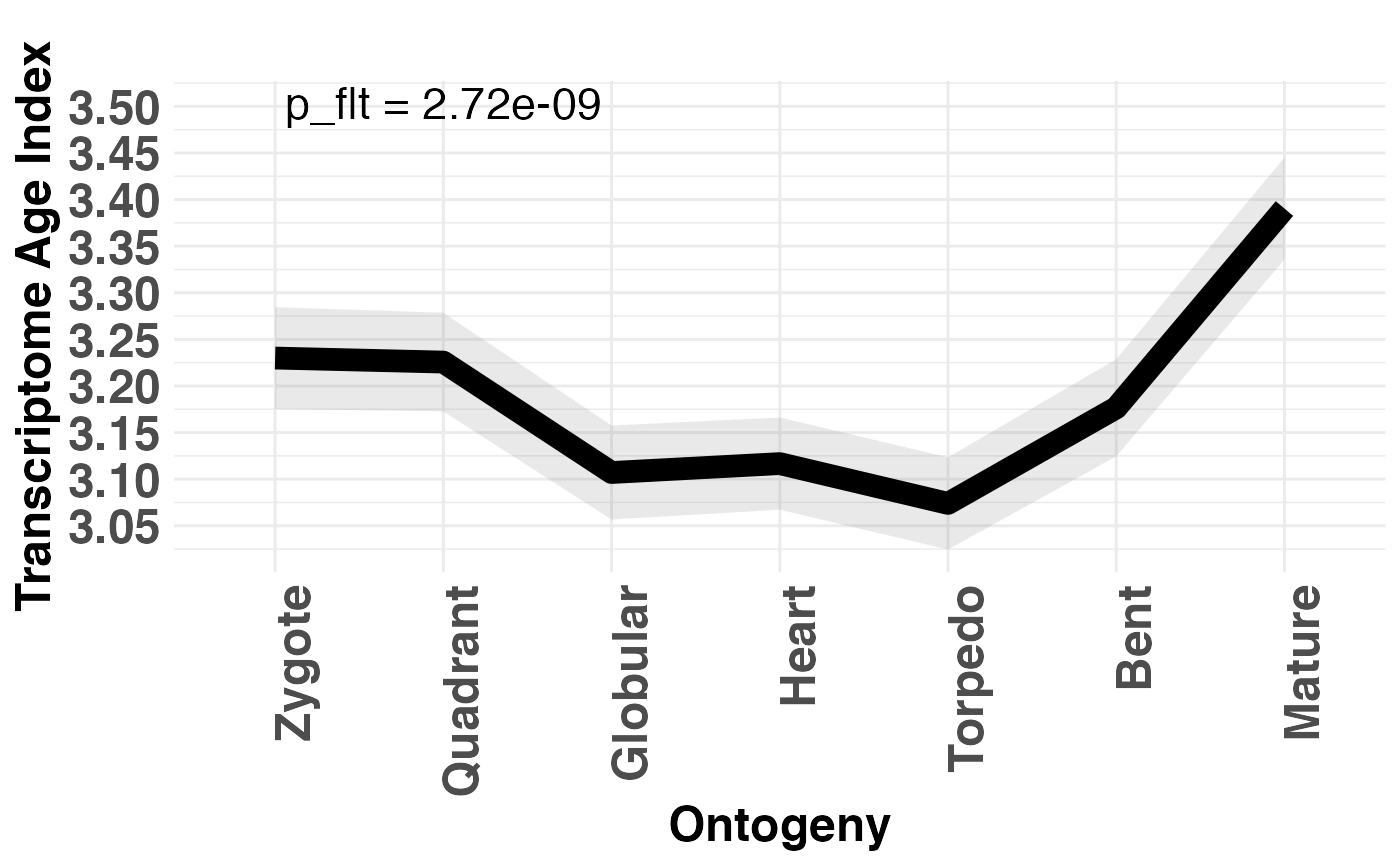 p_flt = 2.72e-09
Transcriptome Age Index
3.50
3.45
3.40
3.35
3.30
3.25
3.20
3.15
3.10
3.05
Zygote
Quadrant
Globular
Heart
Torpedo
Bent
Mature
Ontogeny